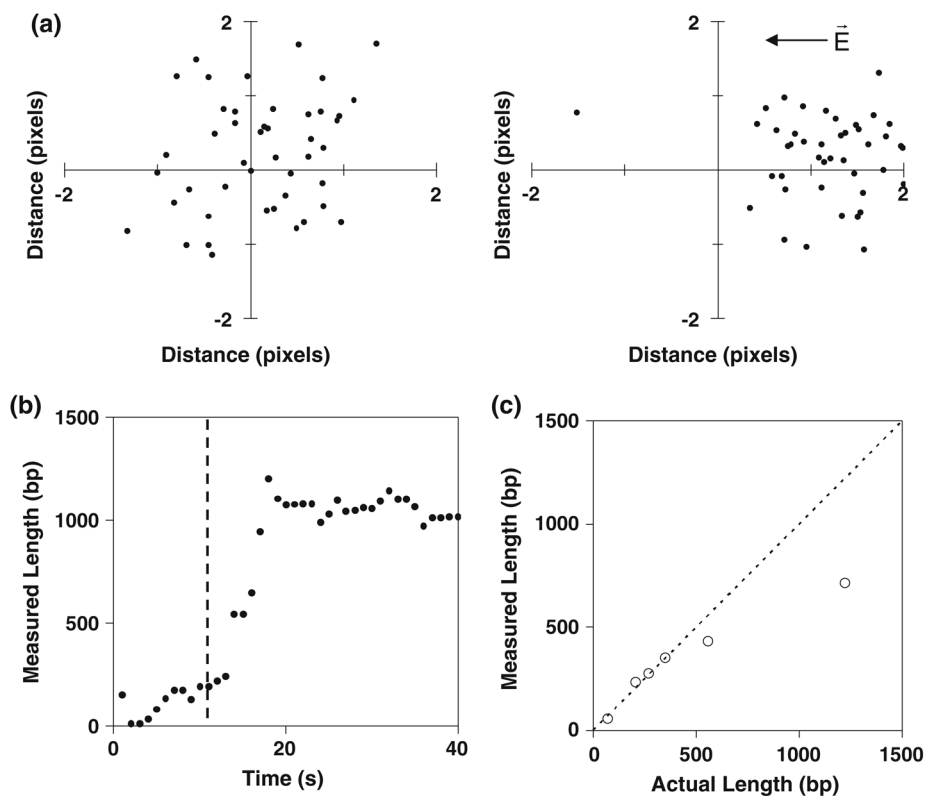 (a)
2
-2
2
-2
Distance (pixels)
Distance (pixels)
2
E
-2
2
-2
Distance (pixels)
Distance (pixels)
(b)
1500
1000
500
0
0
20
40
Measured Length (bp)
Time (s)
(c)
1500
1000
500
0
0
500
1000
1500
Measured Length (bp)
Actual Length (bp)